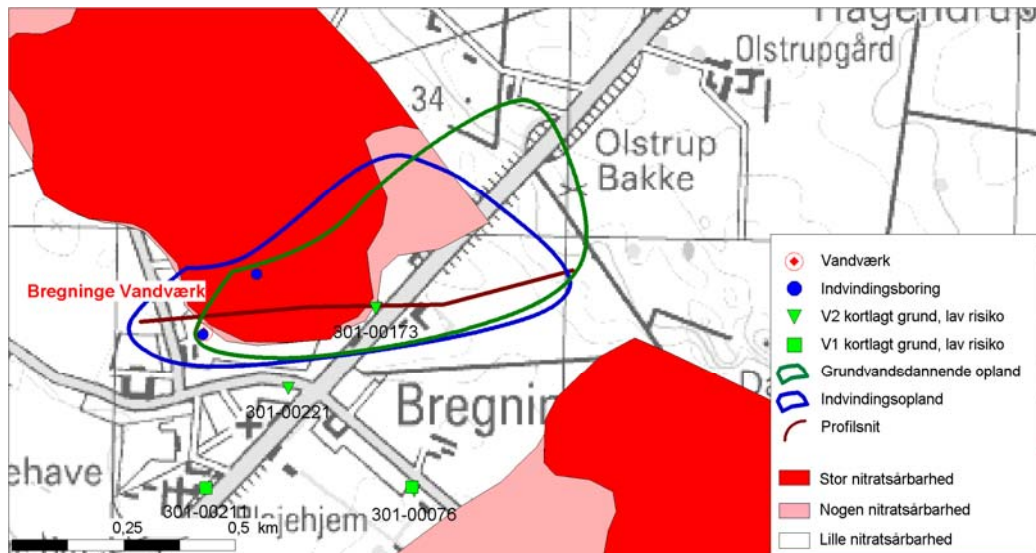 Hagendrup
Olstrupgård
34
Olstrup
Bakke
Bregninge Vandværk
301-00173
301-00221
Bregnin
ehave
301-00211
301-00076
jehjem
0,25
0,5 km
Vandværk
Indvindingsboring
V2 kortlagt grund, lav risiko
V1 kortlagt grund, lav risiko
Grundvandsdannende opland
Indvindingsopland
Profilsnit
Stor nitratsårbarhed
Nogen nitratsårbarhed
Lille nitratsårbarhed